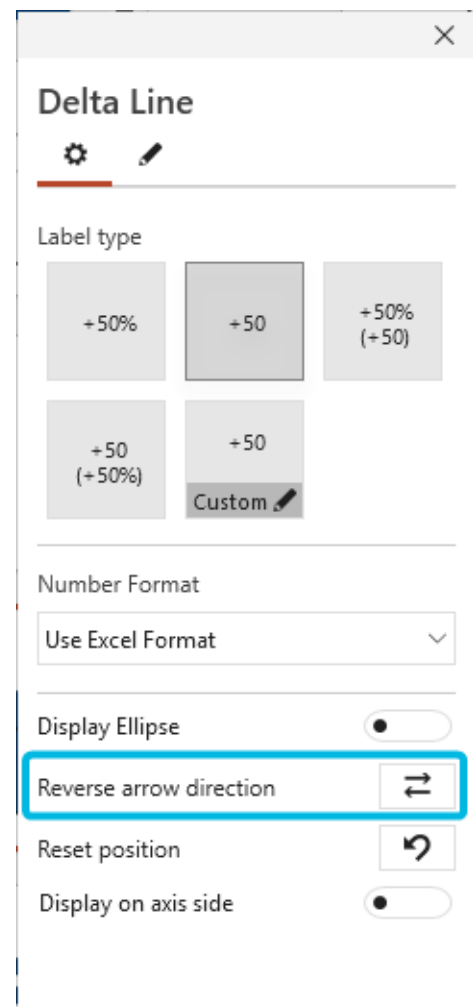 Delta Line
Label type
+50%
+50
+50%
(+50)
+50
(+50%)
+50
Custom
Number Format
Use Excel Format
Display Ellipse
Reverse arrow direction
Reset position
Display on axis side